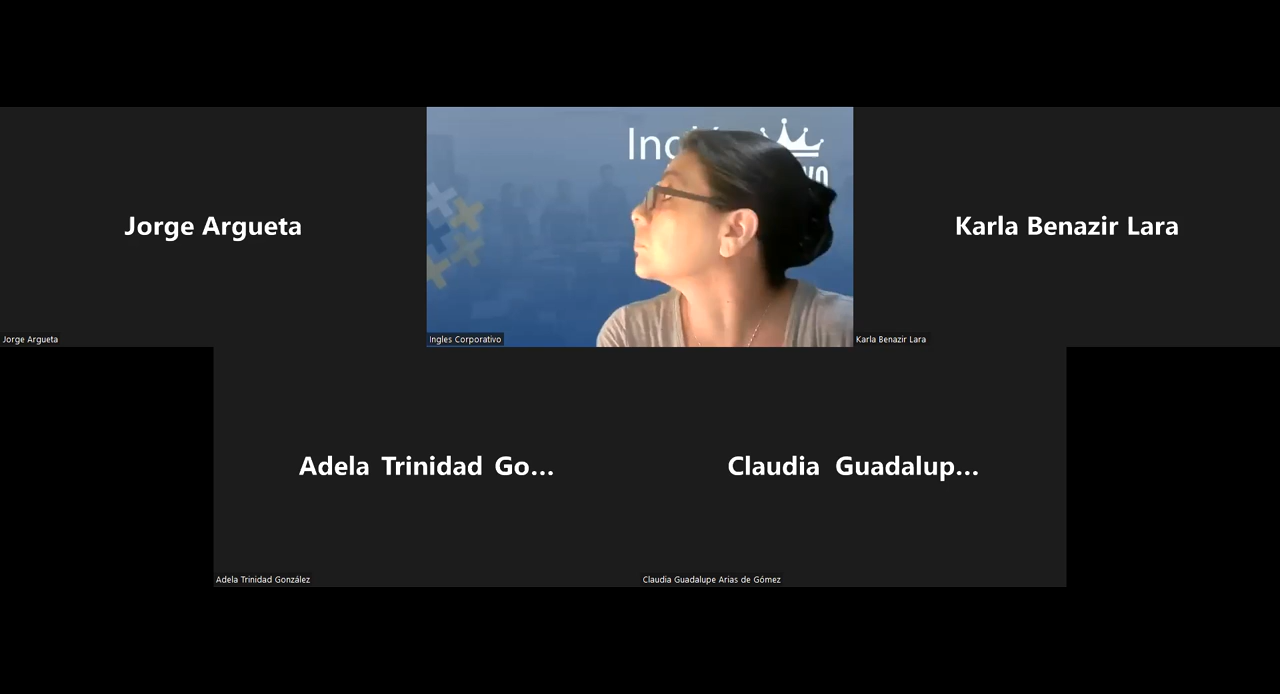 Jorge Argueta
Jorge Argueta
Ingles Corporativo
Karla Benazir Lara
Karla Benazir Lara
Adela Trinidad Go...
Adela Trinidad González
Claudia Guadalup...
Claudia Guadalupe Arias de Gómez